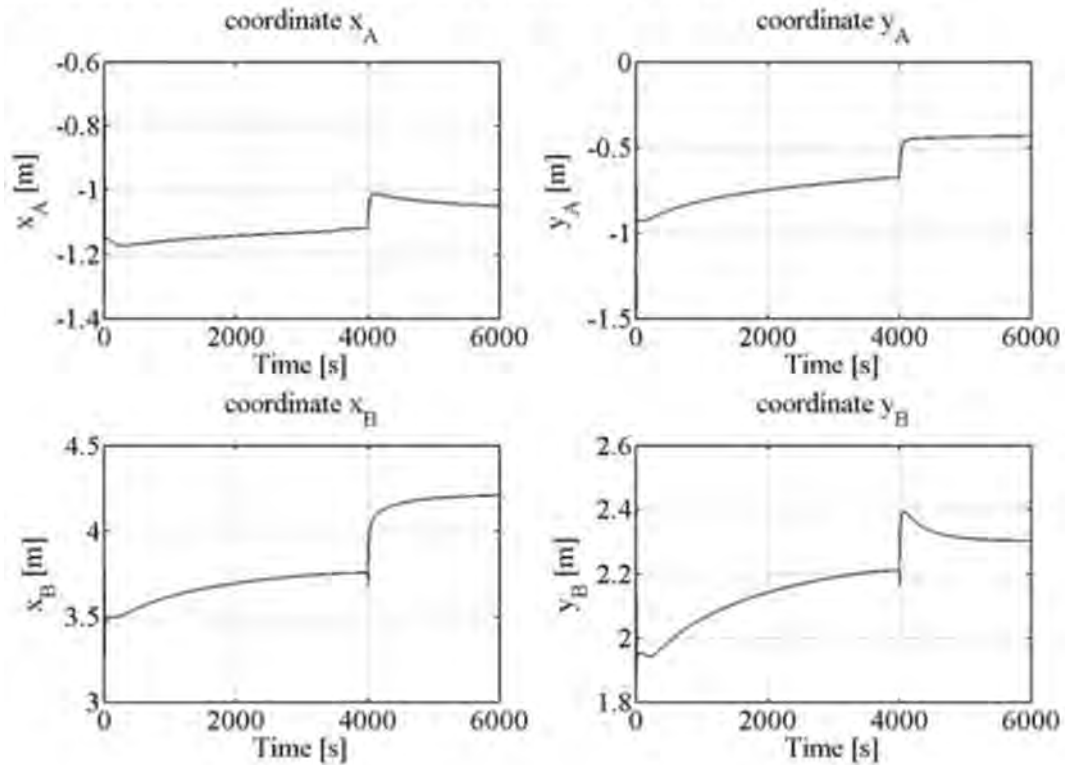 coordinate x_A
-0.6
-0.8
-1
-1.2
-1.4
x_A [m]
0 2000 4000 6000
Time [s]
coordinate y_A
0
-0.5
-1
-1.5
y_A [m]
0 2000 4000 6000
Time [s]
coordinate x_B
4.5
4
3.5
3
x_B [m]
0 2000 4000 6000
Time [s]
coordinate y_B
2.6
2.4
2.2
2
1.8
y_B [m]
0 2000 4000 6000
Time [s]